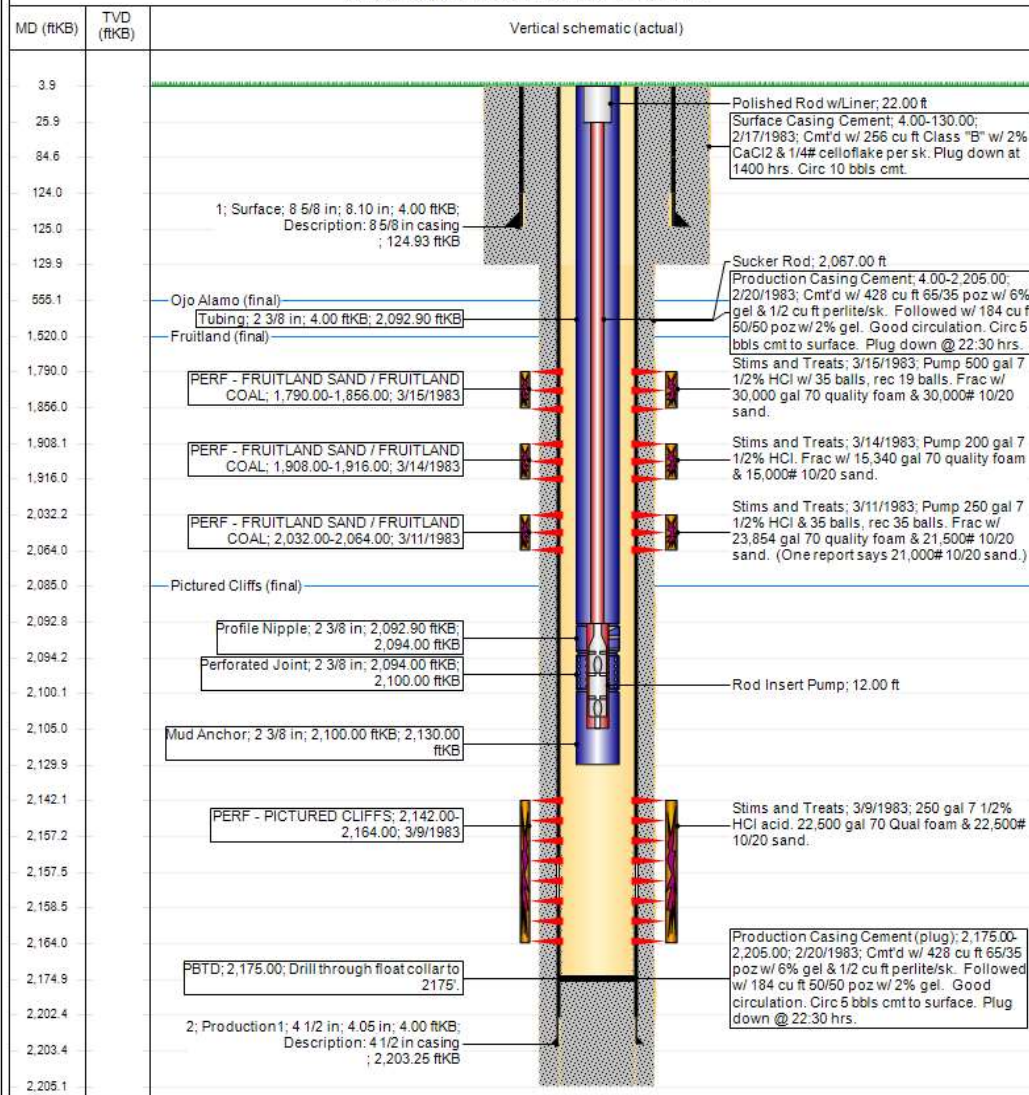 MD (ftKB)
TVD
(ftKB)
Vertical schematic (actual)
3.9
25.9
84.6
124.0
125.0
129.9
565.1
1,520.0
1,790.0
1,856.0
1,908.1
1,916.0
2,032.2
2,064.0
2,085.0
2,092.8
2,094.2
2,100.1
2,105.0
2,129.9
2,142.1
2,157.2
2,157.5
2,158.5
2,164.0
2,174.9
2,202.4
2,203.4
2,205.1
1; Surface; 8 5/8 in; 8.10 in; 4.00 ftKB;
Description: 8 5/8 in casing
; 124.93 ftKB
Ojo Alamo (final)
Tubing; 2 3/8 in; 4.00 ftKB; 2,092.90 ftKB
Fruitland (final)
PERF - FRUITLAND SAND / FRUITLAND
COAL; 1,790.00-1,856.00; 3/15/1983
PERF - FRUITLAND SAND / FRUITLAND
COAL; 1,908.00-1,916.00; 3/14/1983
PERF - FRUITLAND SAND / FRUITLAND
COAL; 2,032.00-2,064.00; 3/11/1983
Pictured Cliffs (final)
Profile Nipple; 2 3/8 in; 2,092.90 ftKB;
2,094.00 ftKB
Perforated Joint; 2 3/8 in; 2,094.00 ftKB;
2,100.00 ftKB
Mud Anchor; 2 3/8 in; 2,100.00 ftKB; 2,130.00
ftKB
PERF - PICTURED CLIFFS; 2,142.00-
2,164.00; 3/9/1983
PBTD; 2,175.00; Drill through float collar to
2175'.
2; Production1; 4 1/2 in; 4.05 in; 4.00 ftKB;
Description: 4 1/2 in casing
; 2,203.25 ftKB
Polished Rod w/Liner; 22.00 ft
Surface Casing Cement; 4.00-130.00;
2/17/1983; Cmt'd w/ 256 cu ft Class "B" w/ 2%
CaCl2 & 1/4# celloflake per sk. Plug down at
1400 hrs. Circ 10 bbls cmt.
Sucker Rod; 2,067.00 ft
Production Casing Cement; 4.00-2,205.00;
2/20/1983; Cmt'd w/ 428 cu ft 65/35 poz w/ 6%
gel & 1/2 cu ft perlite/sk. Followed w/ 184 cu ft
50/50 poz w/ 2% gel. Good circulation. Circ 5
bbls cmt to surface. Plug down @ 22:30 hrs.
Stims and Treats; 3/15/1983; Pump 500 gal 7
1/2% HCl w/ 35 balls, rec 19 balls. Frac w/
30,000 gal 70 quality foam & 30,000# 10/20
sand.
Stims and Treats; 3/14/1983; Pump 200 gal 7
1/2% HCl. Frac w/ 15,340 gal 70 quality foam
& 15,000# 10/20 sand.
Stims and Treats; 3/11/1983; Pump 250 gal 7
1/2% HCl & 35 balls, rec 35 balls. Frac w/
23,854 gal 70 quality foam & 21,500# 10/20
sand. (One report says 21,000# 10/20 sand.)
Rod Insert Pump; 12.00 ft
Stims and Treats; 3/9/1983; 250 gal 7 1/2%
HCl acid. 22,500 gal 70 Qual foam & 22,500#
10/20 sand.
Production Casing Cement (plug); 2,175.00-
2,205.00; 2/20/1983; Cmt'd w/ 428 cu ft 65/35
poz w/ 6% gel & 1/2 cu ft perlite/sk. Followed
w/ 184 cu ft 50/50 poz w/ 2% gel. Good
circulation. Circ 5 bbls cmt to surface. Plug
down @ 22:30 hrs.